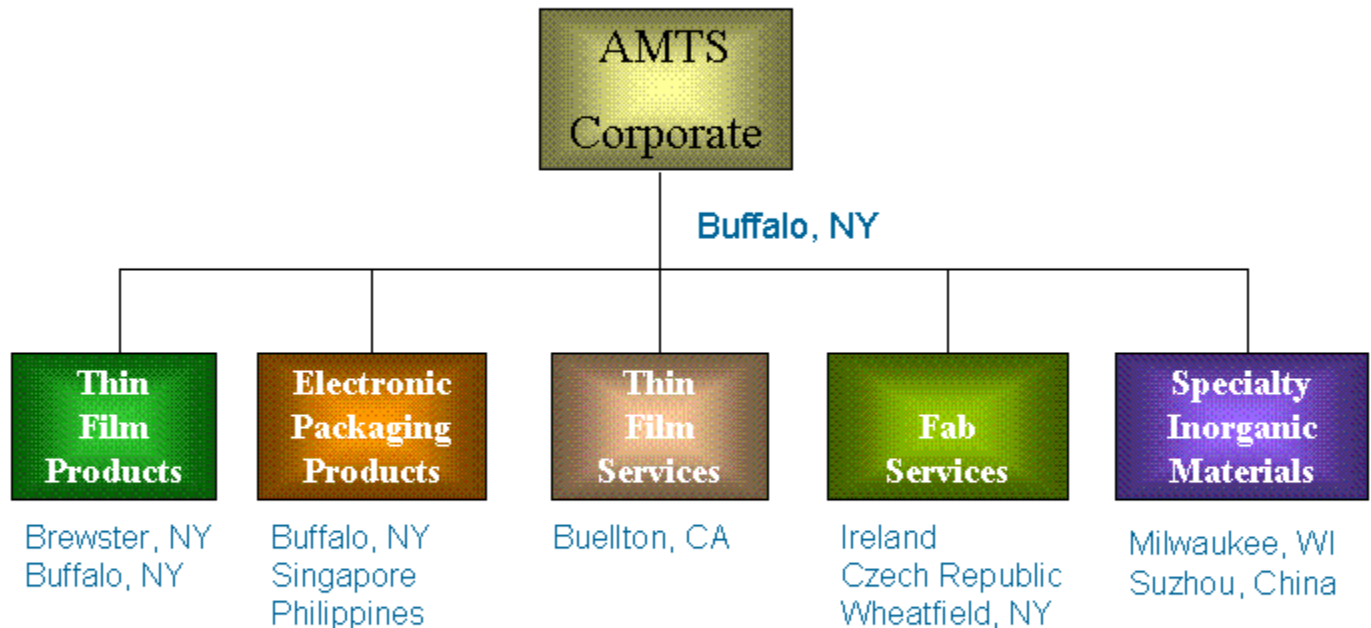 AMTS
Corporate
Buffalo, NY
Thin
Film
Products
Electronic
Packaging
Products
Thin
Film
Services
Fab
Services
Specialty
Inorganic
Materials
Brewster, NY
Buffalo, NY
Buffalo, NY
Singapore
Philippines
Buellton, CA
Ireland
Czech Republic
Wheatfield, NY
Milwaukee, WI
Suzhou, China